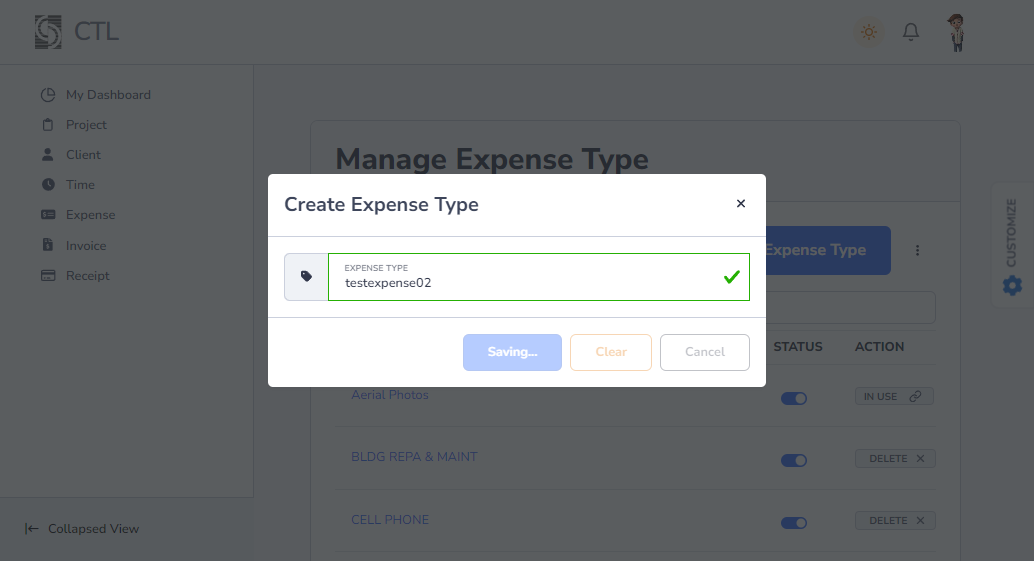 CTL
My Dashboard
Project
Client
Time
Expense
Invoice
Receipt
Collapsed View
Manage Expense Type
Expense Type
CUSTOMIZE
Create Expense Type
EXPENSE TYPE
testexpense02
Saving...
Clear
Cancel
STATUS ACTION
Aerial Photos IN USE
BLDG REPA & MAINT DELETE
CELL PHONE DELETE